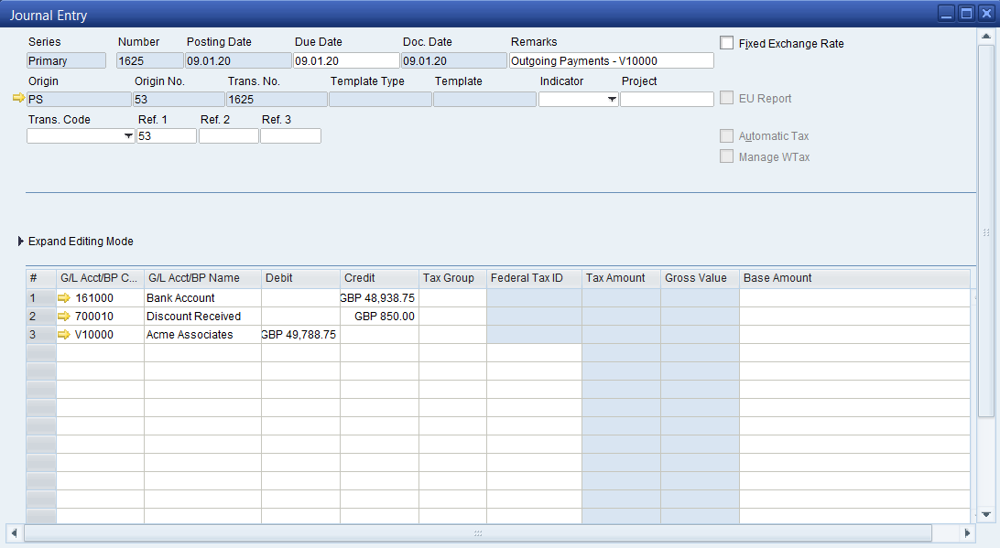 Journal Entry
Series Number Posting Date Due Date Doc. Date Remarks
Fixed Exchange Rate
Primary 1625 09.01.20 09.01.20 09.01.20 Outgoing Payments - V10000
Origin Origin No. Trans. No. Template Type Template Indicator Project
PS 53 1625
EU Report
Trans. Code Ref. 1 Ref. 2 Ref. 3
53
Automatic Tax
Manage WTax
Expand Editing Mode
# G/L Acct/BP C... G/L Acct/BP Name Debit Credit Tax Group Federal Tax ID Tax Amount Gross Value Base Amount
1 161000 Bank Account GBP 48,938.75
2 700010 Discount Received GBP 850.00
3 V10000 Acme Associates GBP 49,788.75